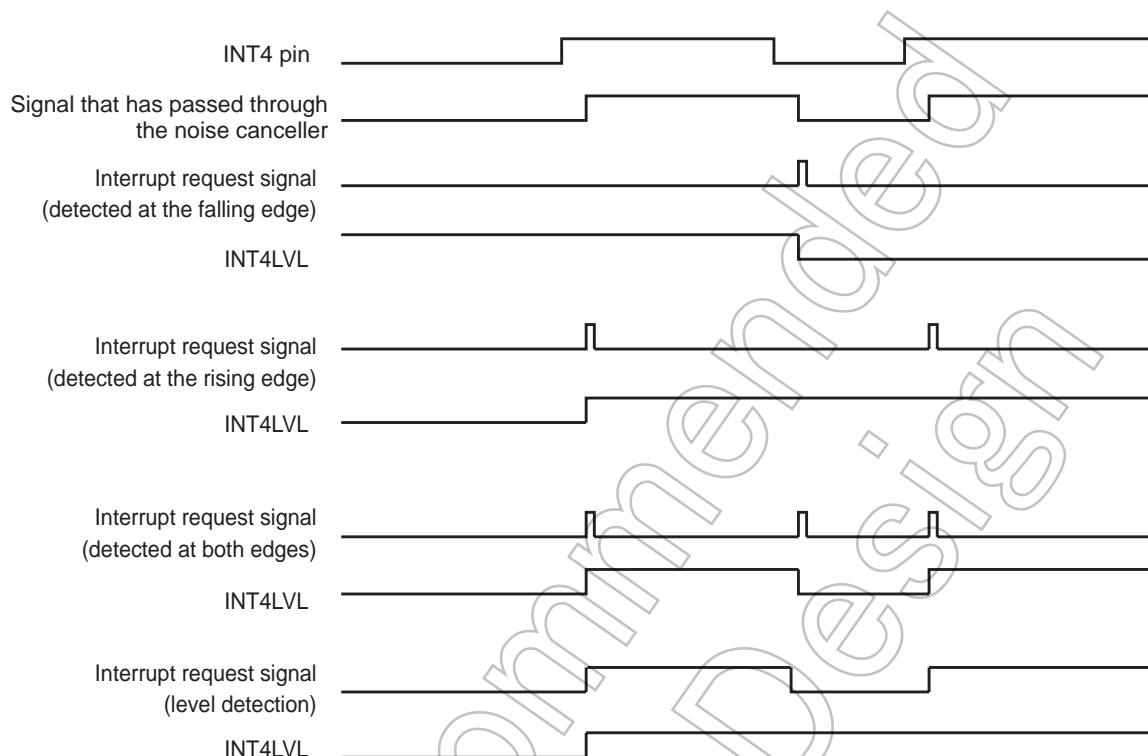 INT4 pin
Signal that has passed through
the noise canceller
Interrupt request signal
(detected at the falling edge)
INT4LVL
Interrupt request signal
(detected at the rising edge)
INT4LVL
Interrupt request signal
(detected at both edges)
INT4LVL
Interrupt request signal
(level detection)
INT4LVL
ommended
Design